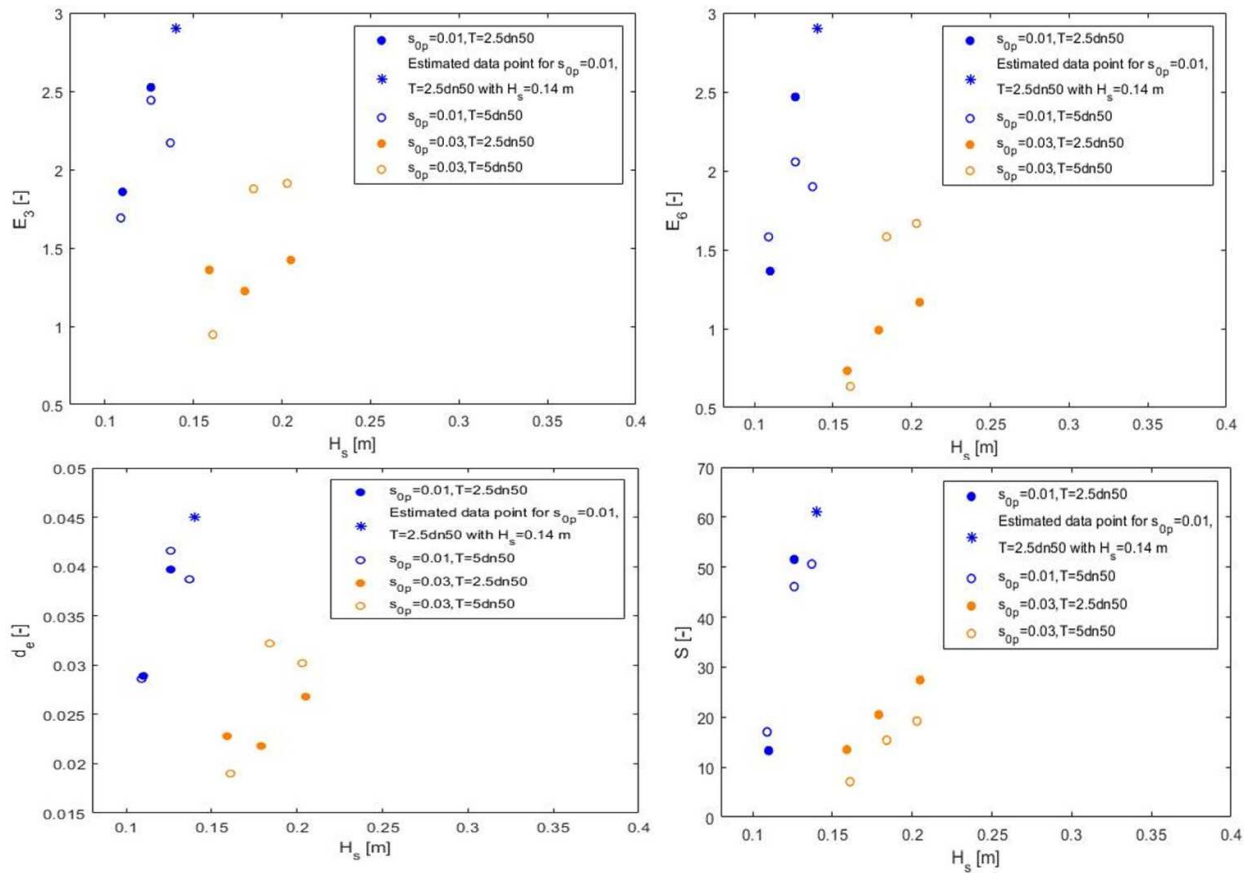 3
2.5
2
1.5
1
0.5
E3 [-]
0.1 0.15 0.2 0.25 0.3 0.35 0.4
Hs [m]
s0p=0.01,T=2.5dn50
Estimated data point for s0p=0.01,
T=2.5dn50 with Hs=0.14 m
s0p=0.01,T=5dn50
s0p=0.03,T=2.5dn50
s0p=0.03,T=5dn50
3
2.5
2
1.5
1
0.5
E6 [-]
0.1 0.15 0.2 0.25 0.3 0.35 0.4
Hs [m]
s0p=0.01,T=2.5dn50
Estimated data point for s0p=0.01,
T=2.5dn50 with Hs=0.14 m
s0p=0.01,T=5dn50
s0p=0.03,T=2.5dn50
s0p=0.03,T=5dn50
0.05
0.045
0.04
0.035
0.03
0.025
0.02
0.015
de [-]
0.1 0.15 0.2 0.25 0.3 0.35 0.4
Hs [m]
s0p=0.01,T=2.5dn50
Estimated data point for s0p=0.01,
T=2.5dn50 with Hs=0.14 m
s0p=0.01,T=5dn50
s0p=0.03,T=2.5dn50
s0p=0.03,T=5dn50
70
60
50
40
30
20
10
0
S [-]
0.1 0.15 0.2 0.25 0.3 0.35 0.4
Hs [m]
s0p=0.01,T=2.5dn50
Estimated data point for s0p=0.01,
T=2.5dn50 with Hs=0.14 m
s0p=0.01,T=5dn50
s0p=0.03,T=2.5dn50
s0p=0.03,T=5dn50